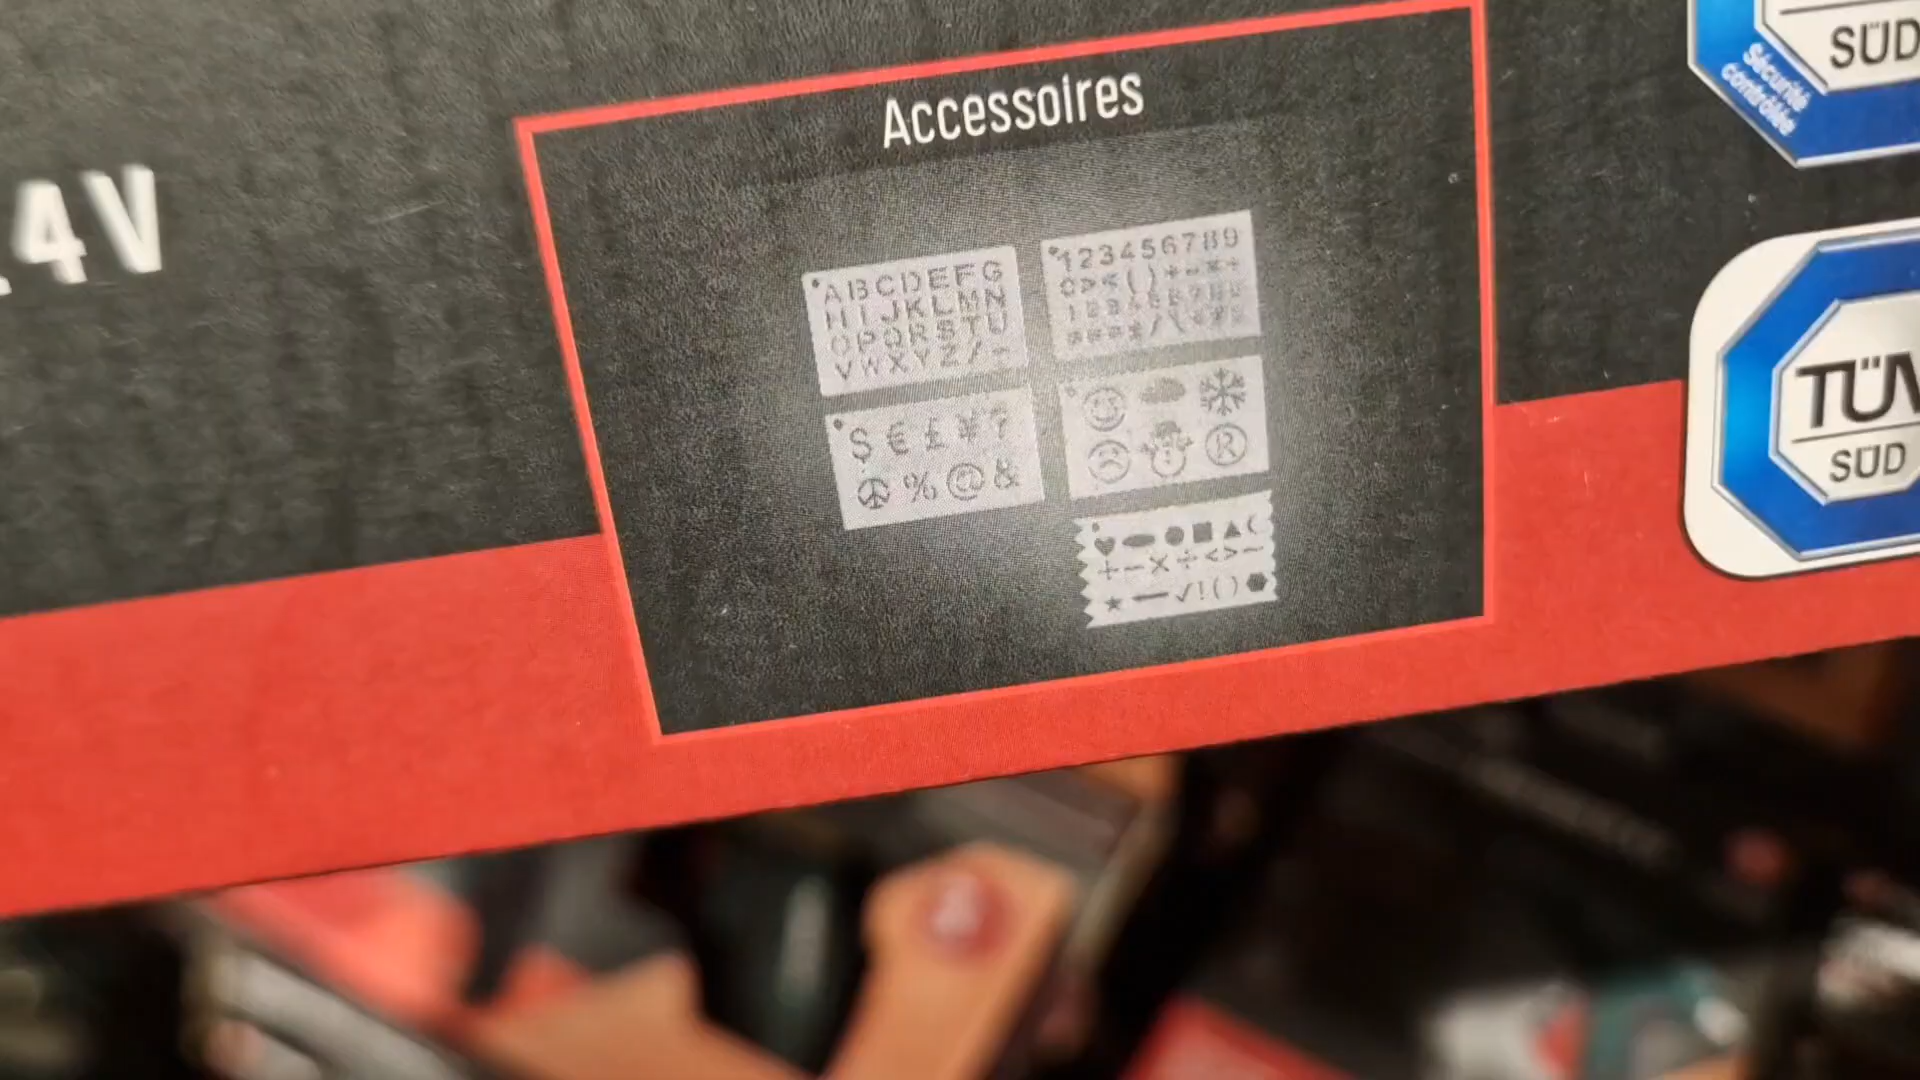 Accessoires
4V
ABCDEFG
HIJKLMN
OPQRSTU
VWXYZ/-
123456789
$€£¥?
%@&
®
+−×÷<>~
✓!()
SÜD
Sécurité
contrôlée
TÜV
SÜD